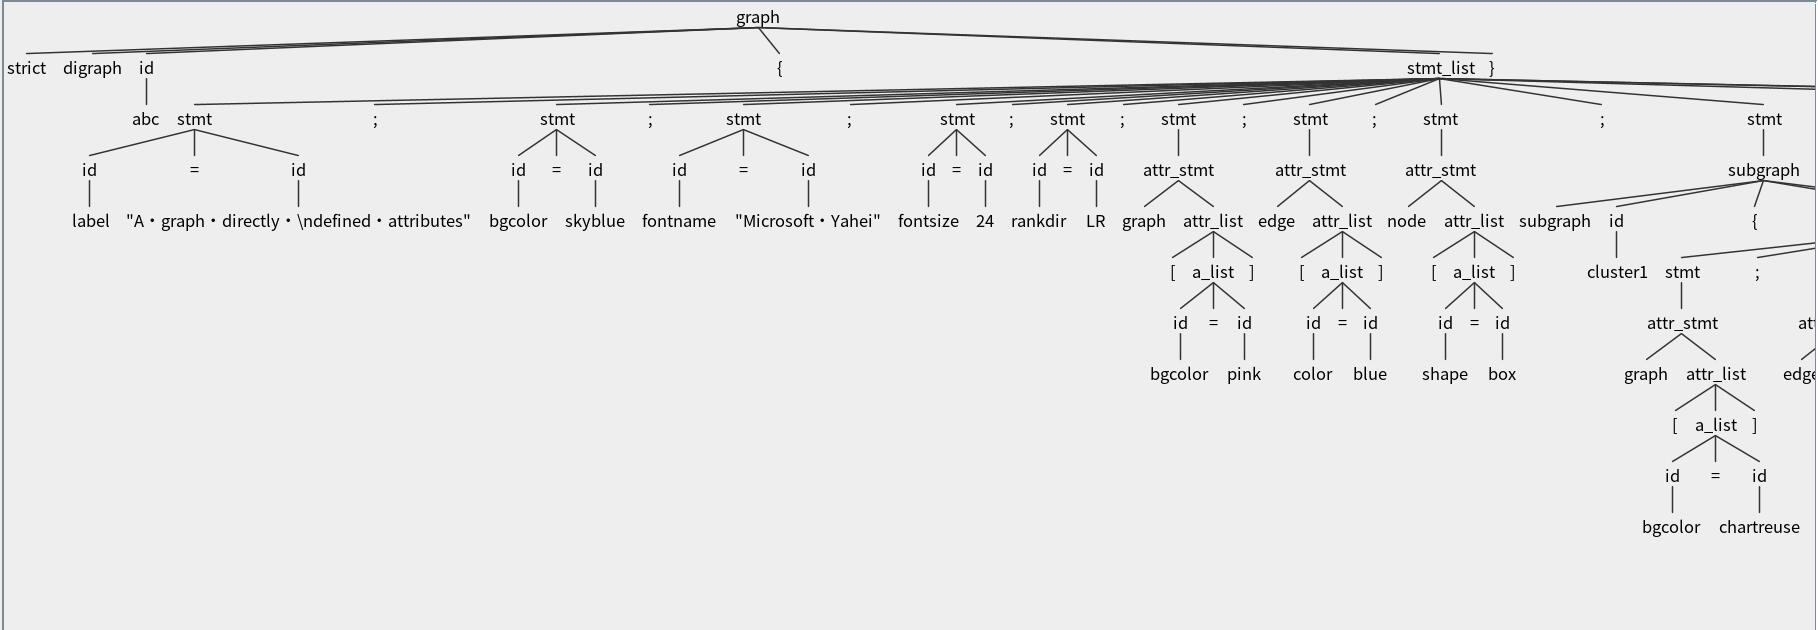 graph
strict digraph id { stmt_list }
abc stmt ; stmt ; stmt ; stmt ; stmt ; stmt ; stmt ; stmt ; stmt
id = id id = id id = id id = id id = id attr_stmt attr_stmt attr_stmt subgraph
label "A·graph·directly·\ndefined·attributes" bgcolor skyblue fontname "Microsoft·Yahei" fontsize 24 rankdir LR graph attr_list edge attr_list node attr_list subgraph id {
[ a_list ] [ a_list ] [ a_list ] cluster1 stmt ;
id = id id = id id = id attr_stmt
bgcolor pink color blue shape box graph attr_list edge
[ a_list ]
id = id
bgcolor chartreuse